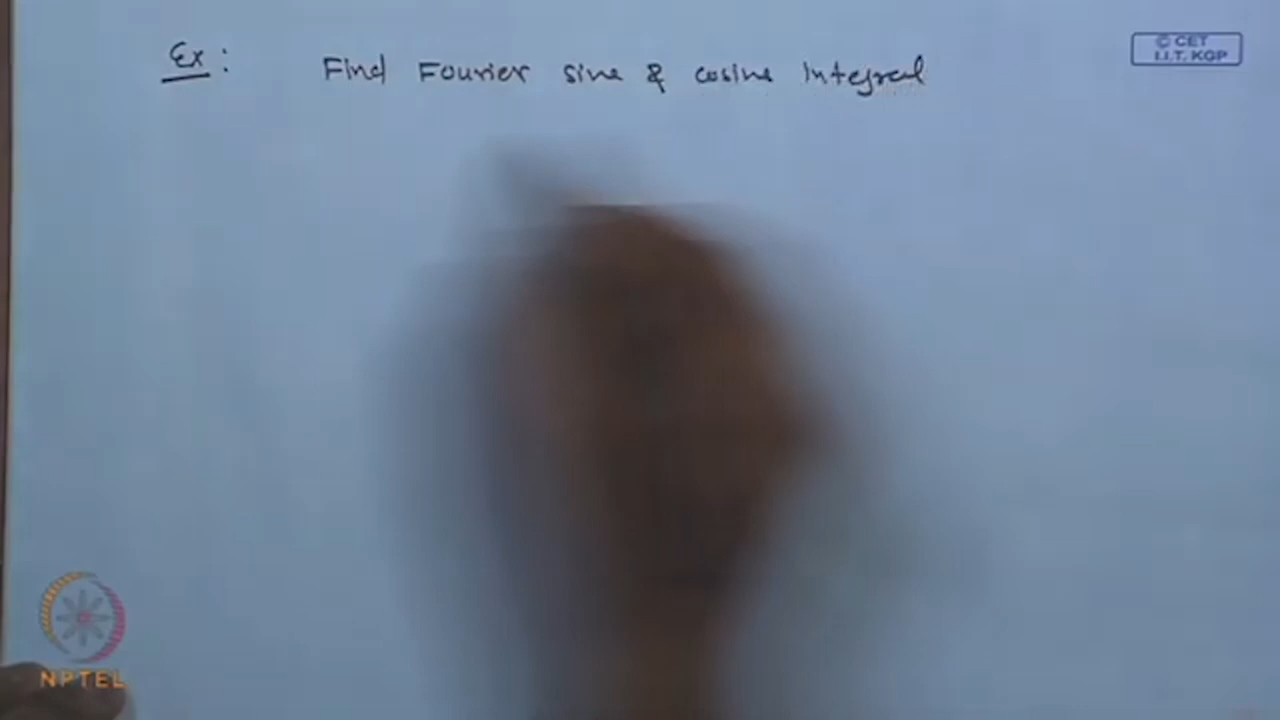 Ex: Find Fourier sine & cosine integral
© CET
I.I.T. KGP
NPTEL